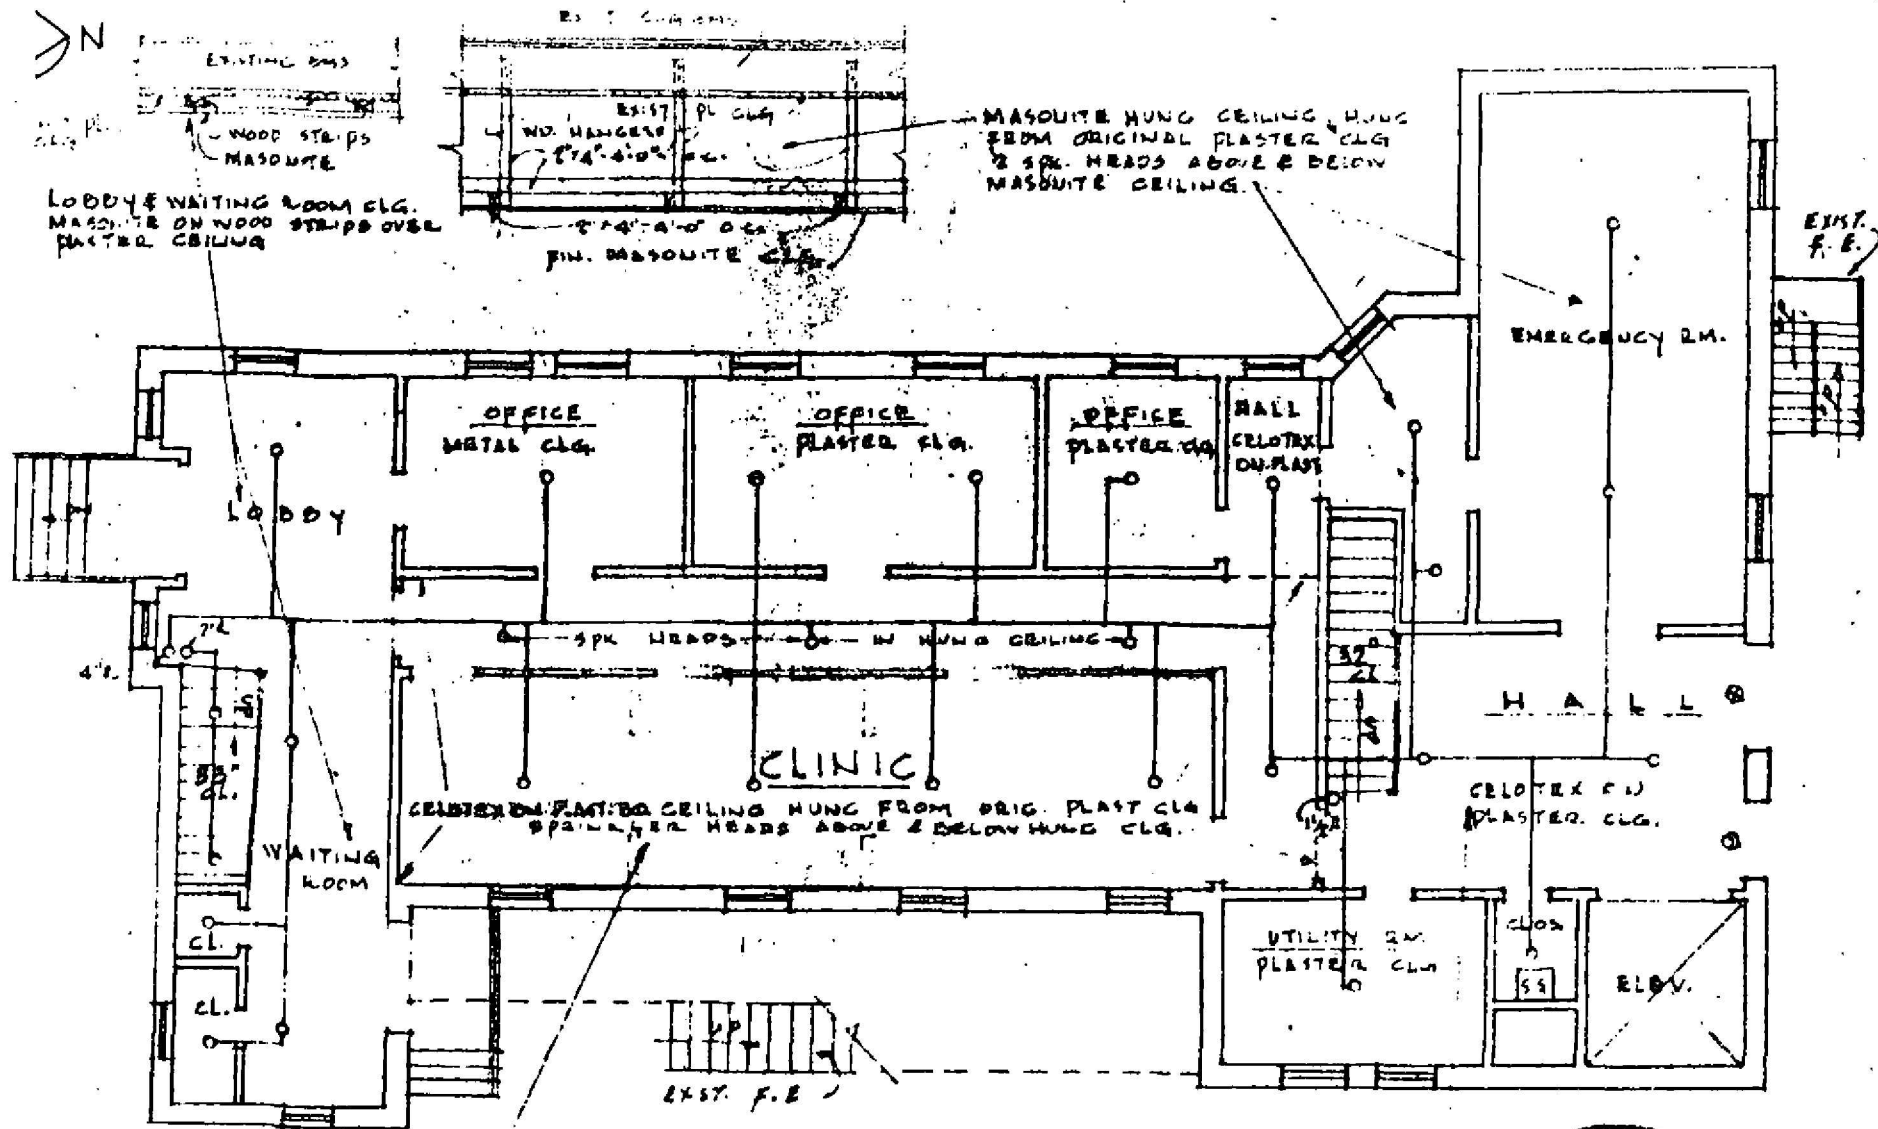 N
EXISTING BMS
WOOD STRIPS
MASONITE
LOBBY & WAITING ROOM CLG.
MASONITE ON WOOD STRIPS OVER
PLASTER CEILING
EXIST PL CLG
WD. HANGERS
FIN. MASONITE CLG.
MASONITE HUNG CEILING, HUNG
FROM ORIGINAL PLASTER CLG
2 SPK. HEADS ABOVE & BELOW
MASONITE CEILING.
EXIST.
F. E.
EMERGENCY RM.
OFFICE
METAL CLG.
OFFICE
PLASTER CLG.
OFFICE
PLASTER CLG
HALL
CELOTEX
ON PLAST
LOBBY
SPK HEADS IN HUNG CEILING
UP
HALL
CLINIC
CEILING HUNG FROM ORIG. PLAST CLG
SPRINKLER HEADS ABOVE & BELOW HUNG CLG.
CELOTEX ON
PLASTER CLG.
WAITING
ROOM
CL.
CL.
UTILITY RM.
PLASTER CLG
CLOS.
SS
ELEV.
UP
EXST. F.E